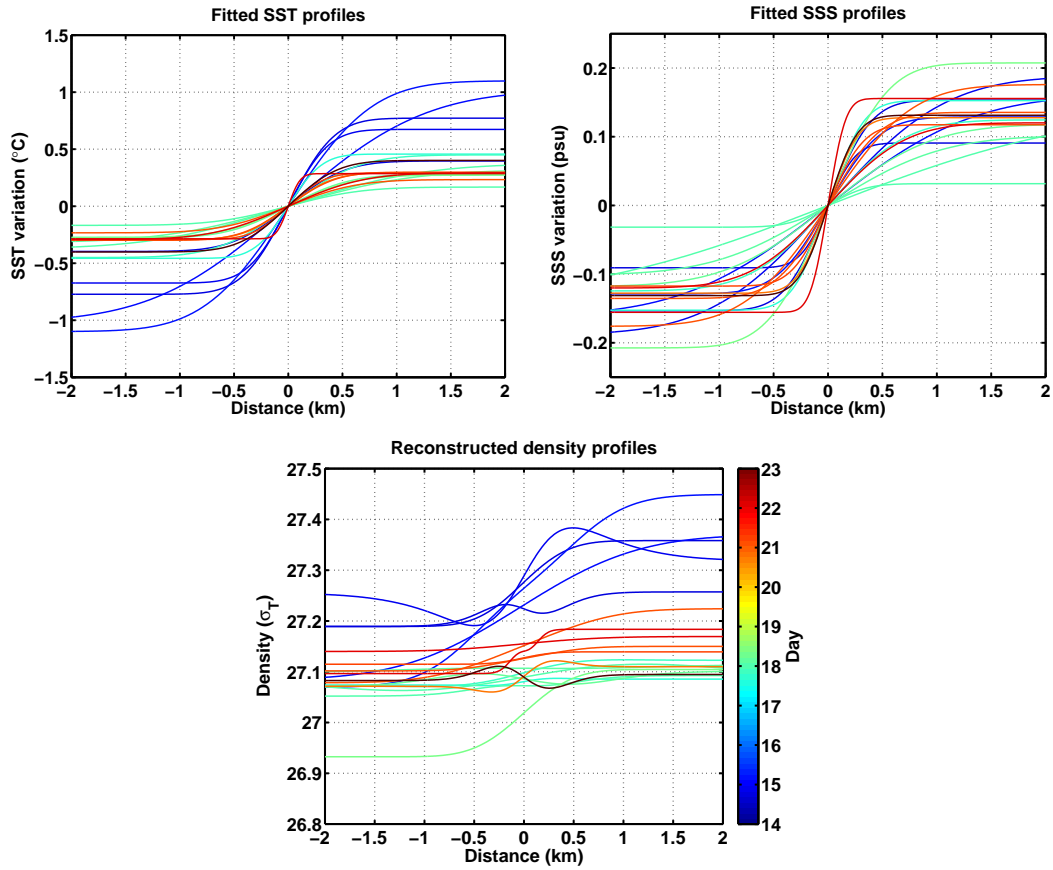 Fitted SST profiles
SST variation (°C)
1.5
1
0.5
0
−0.5
−1
−1.5
−2 −1.5 −1 −0.5 0 0.5 1 1.5 2
Distance (km)
Fitted SSS profiles
SSS variation (psu)
0.2
0.1
0
−0.1
−0.2
−2 −1.5 −1 −0.5 0 0.5 1 1.5 2
Distance (km)
Reconstructed density profiles
Density (σT)
27.5
27.4
27.3
27.2
27.1
27
26.9
26.8
−2 −1.5 −1 −0.5 0 0.5 1 1.5 2
Distance (km)
23
22
21
20
19
18
17
16
15
14
Day